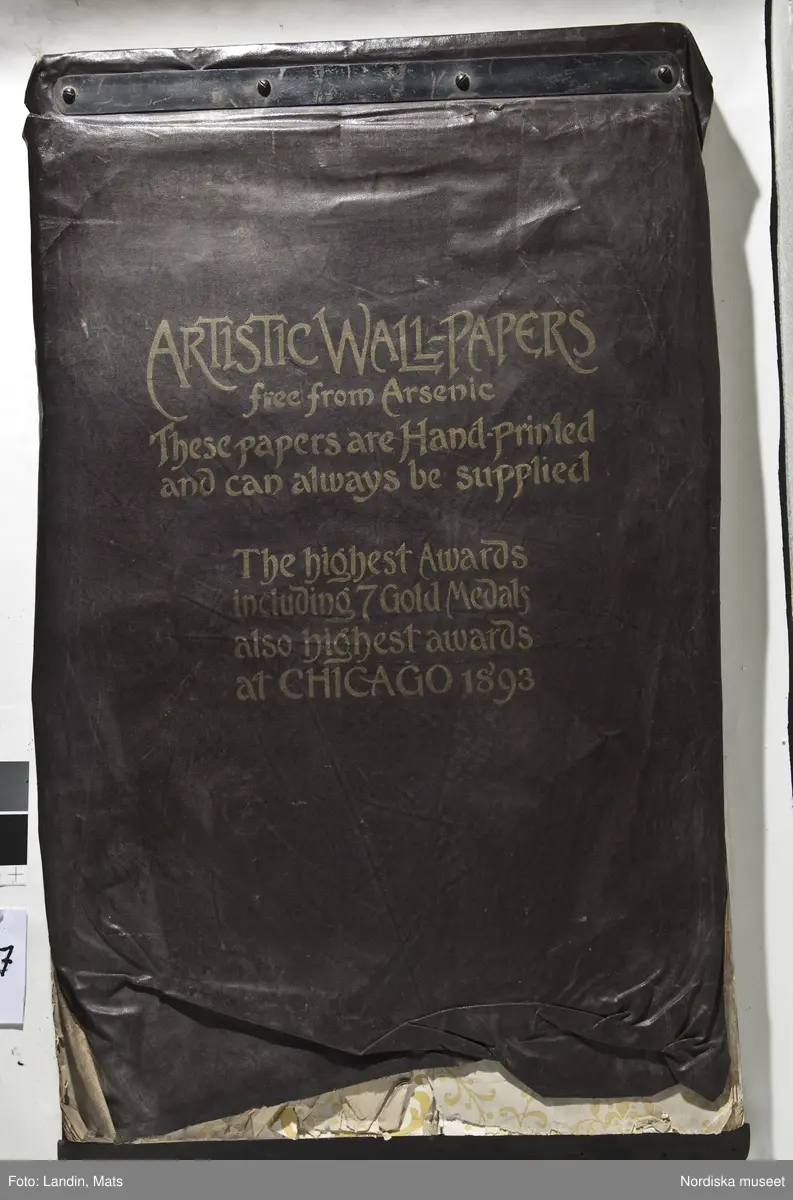 ARTISTIC WALL-PAPERS
free from Arsenic
These papers are Hand-printed
and can always be supplied
The highest Awards
including 7 Gold Medals
also highest awards
at CHICAGO 1893
7
Foto: Landin, Mats
Nordiska museet